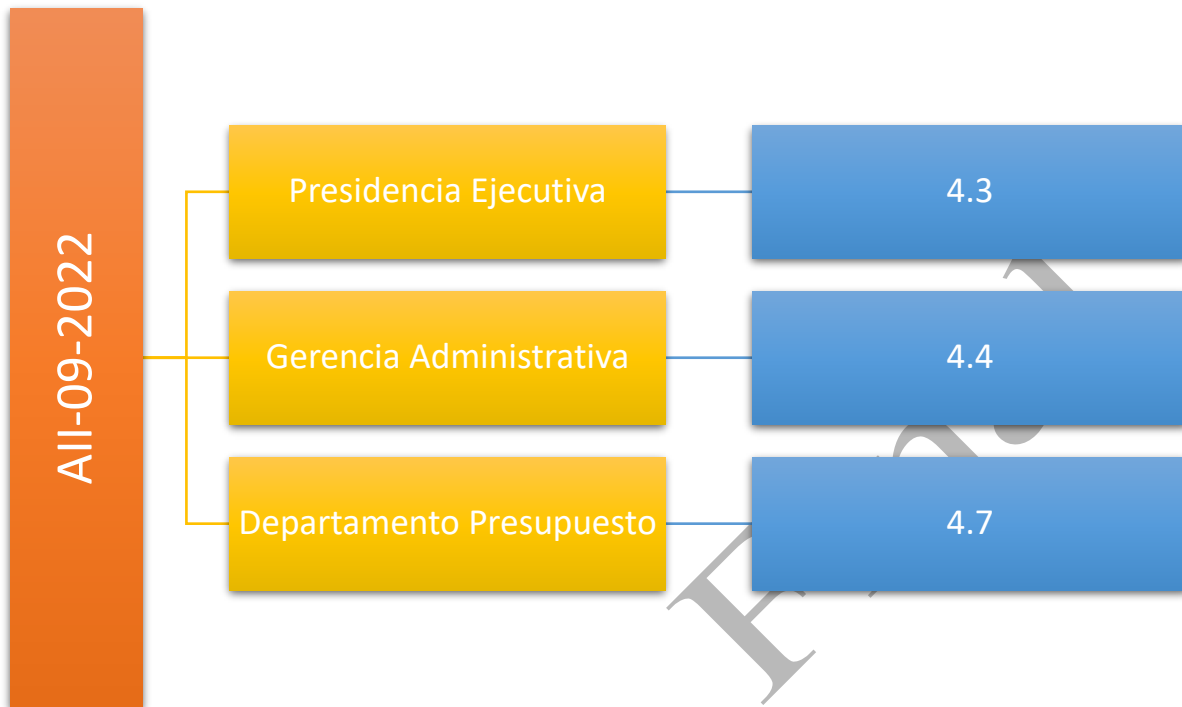 AII-09-2022
Presidencia Ejecutiva
4.3
Gerencia Administrativa
4.4
Departamento Presupuesto
4.7